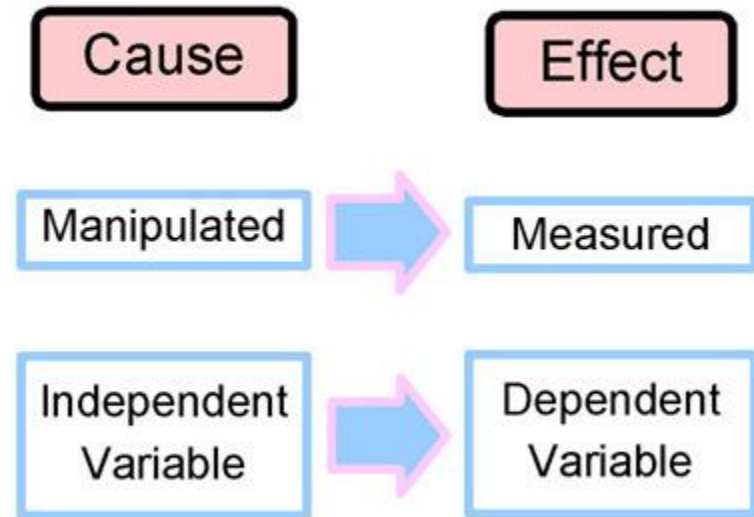 Cause
Effect
Manipulated
Measured
Independent
Variable
Dependent
Variable